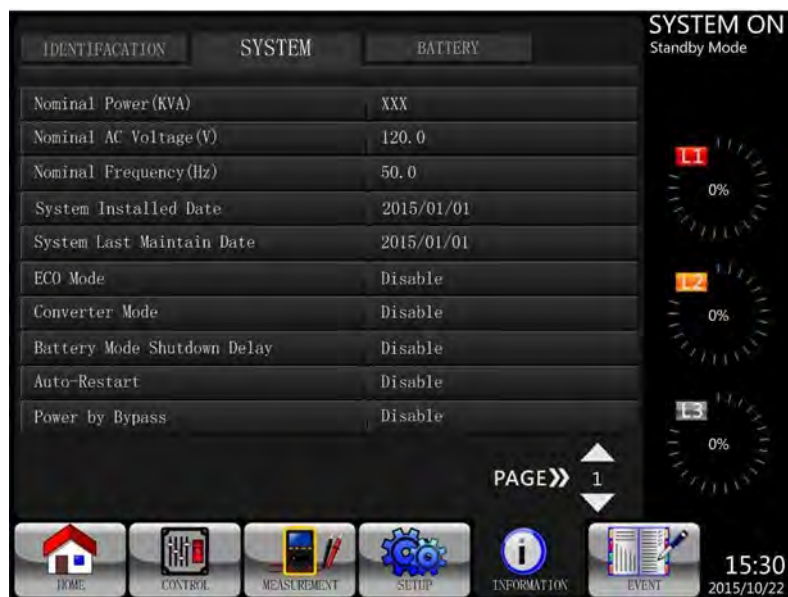 IDENTIFACATION SYSTEM BATTERY
SYSTEM ON
Standby Mode
Nominal Power(KVA) XXX
Nominal AC Voltage(V) 120.0
Nominal Frequency(Hz) 50.0
System Installed Date 2015/01/01
System Last Maintain Date 2015/01/01
ECO Mode Disable
Converter Mode Disable
Battery Mode Shutdown Delay Disable
Auto-Restart Disable
Power by Bypass Disable
L1
0%
L2
0%
L3
0%
PAGE» 1
HOME CONTROL MEASUREMENT SETUP INFORMATION EVENT
15:30
2015/10/22